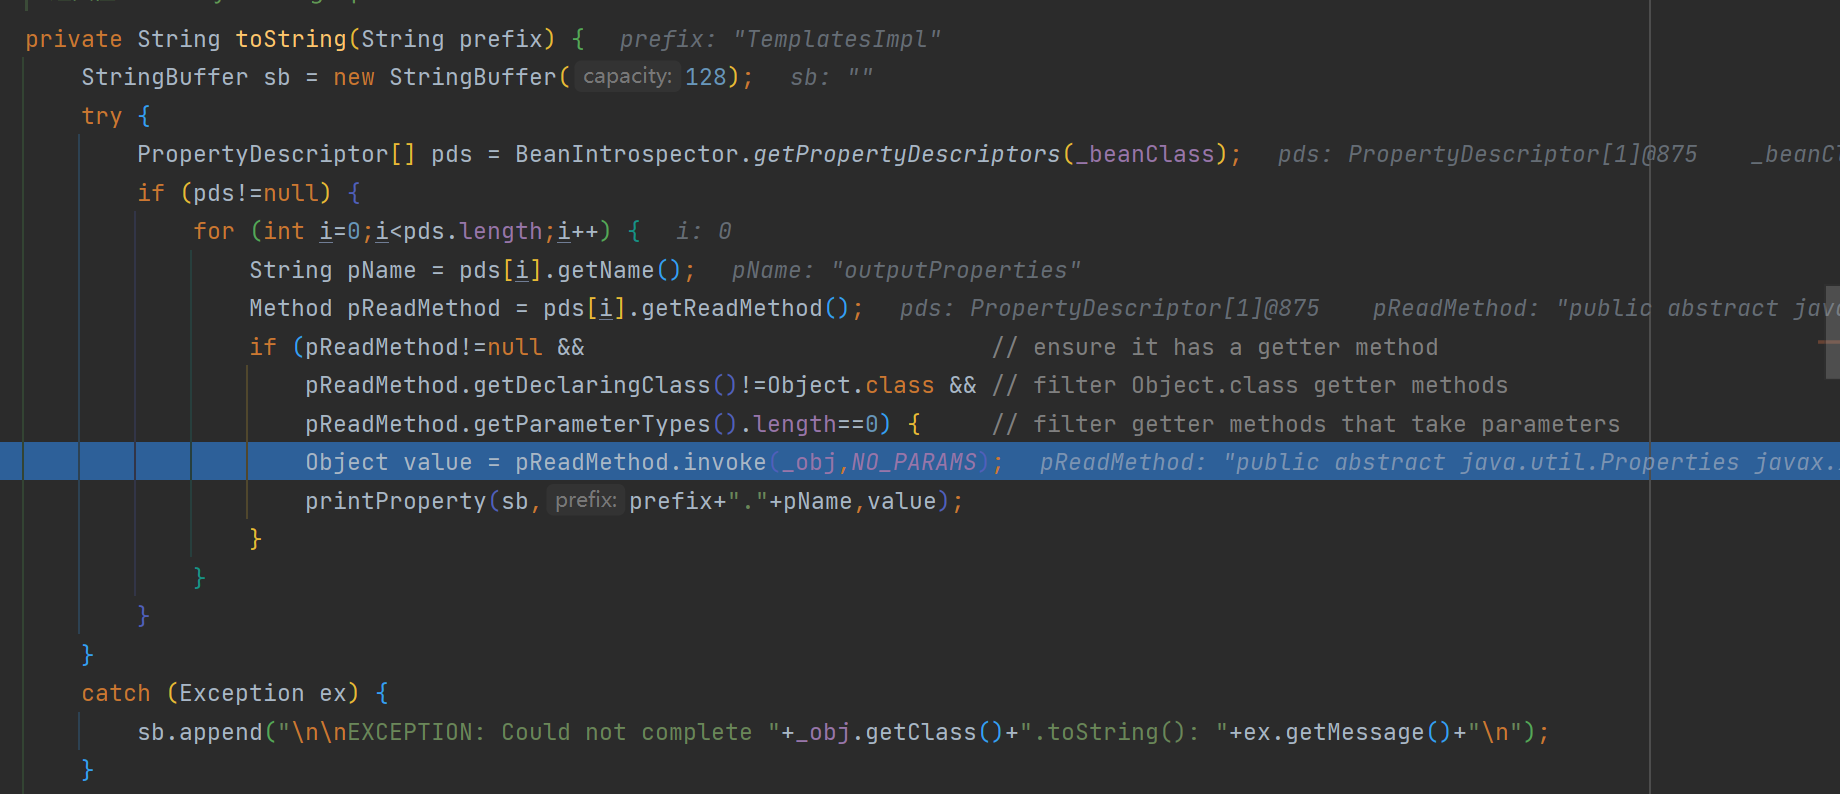 private String toString(String prefix) {   prefix: "TemplatesImpl"
    StringBuffer sb = new StringBuffer( capacity: 128);   sb: ""
    try {
        PropertyDescriptor[] pds = BeanIntrospector.getPropertyDescriptors(_beanClass);   pds: PropertyDescriptor[1]@875    _beanCl
        if (pds!=null) {
            for (int i=0;i<pds.length;i++) {   i: 0
                String pName = pds[i].getName();   pName: "outputProperties"
                Method pReadMethod = pds[i].getReadMethod();   pds: PropertyDescriptor[1]@875    pReadMethod: "public abstract java
                if (pReadMethod!=null &&                             // ensure it has a getter method
                    pReadMethod.getDeclaringClass()!=Object.class && // filter Object.class getter methods
                    pReadMethod.getParameterTypes().length==0) {     // filter getter methods that take parameters
                    Object value = pReadMethod.invoke(_obj,NO_PARAMS);   pReadMethod: "public abstract java.util.Properties javax.
                    printProperty(sb, prefix: prefix+"."+pName,value);
                }
            }
        }
    }
    catch (Exception ex) {
        sb.append("\n\nEXCEPTION: Could not complete "+_obj.getClass()+".toString(): "+ex.getMessage()+"\n");
    }